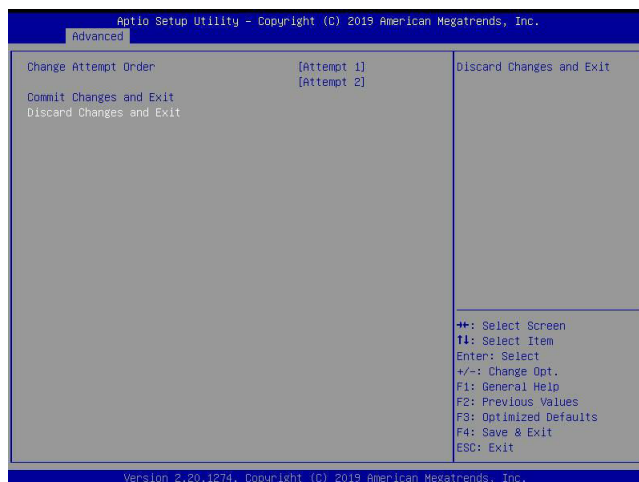 Aptio Setup Utility – Copyright (C) 2019 American Megatrends, Inc.
Advanced
Change Attempt Order [Attempt 1]
[Attempt 2]
Commit Changes and Exit
Discard Changes and Exit
Discard Changes and Exit
→←: Select Screen
↑↓: Select Item
Enter: Select
+/-: Change Opt.
F1: General Help
F2: Previous Values
F3: Optimized Defaults
F4: Save & Exit
ESC: Exit
Version 2.20.1274. Copyright (C) 2019 American Megatrends, Inc.